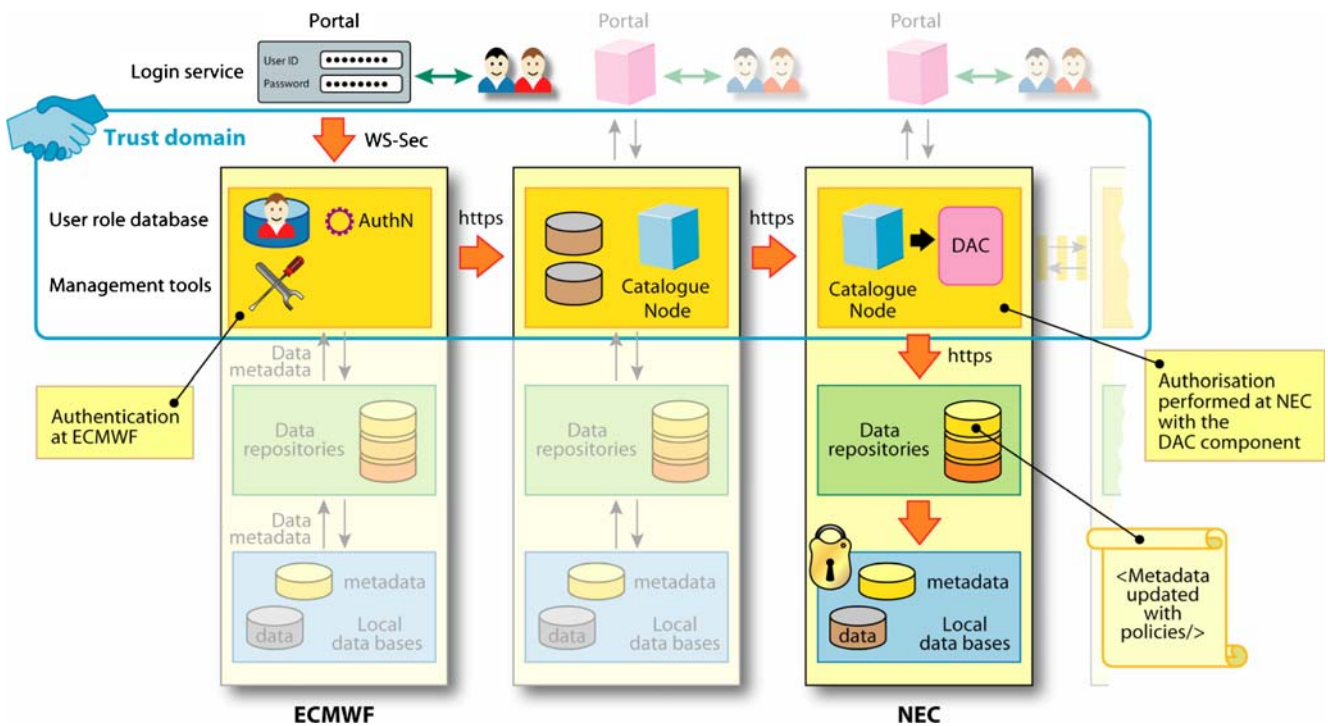 Portal
Portal
Portal
Login service
User ID
Password
Trust domain
WS-Sec
User role database
AuthN
Management tools
https
Catalogue
Node
https
Catalogue
Node
DAC
Data
metadata
https
Authentication
at ECMWF
Data
repositories
Data
repositories
Data
repositories
Authorisation
performed at NEC
with the
DAC component
Data
metadata
metadata
data
Local
data bases
metadata
data
Local
data bases
metadata
data
Local
data bases
<Metadata
updated
with
policies/>
ECMWF
NEC